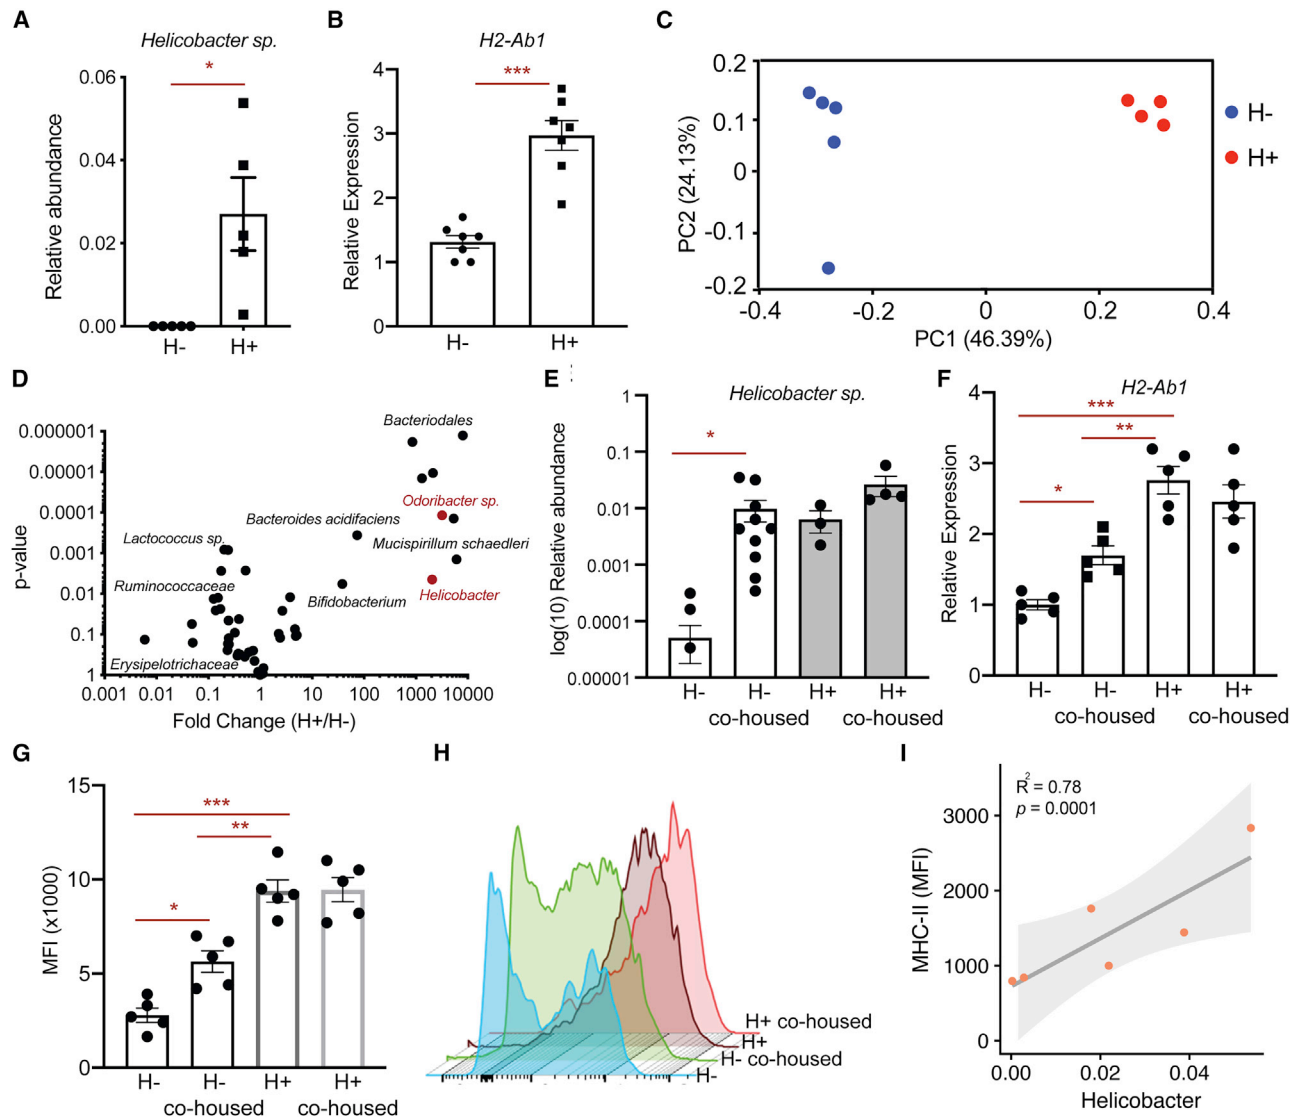 A
Helicobacter sp.
*
Relative abundance
0.06
0.04
0.02
0.00
H-
H+
B
H2-Ab1
***
Relative Expression
4
3
2
1
0
H-
H+
C
PC2 (24.13%)
0.2
0.1
0
-0.1
-0.2
-0.4
-0.2
0
0.2
0.4
PC1 (46.39%)
H-
H+
D
p-value
0.000001
0.00001
0.0001
0.001
0.01
0.1
1
Bacteriodales
Odoribacter sp.
Bacteroides acidifaciens
Lactococcus sp.
Mucispirillum schaedleri
Ruminococcaceae
Helicobacter
Bifidobacterium
Erysipelotrichaceae
0.001
0.01
0.1
1
10
100
1000
10000
Fold Change (H+/H-)
E
Helicobacter sp.
*
log(10) Relative abundance
1
0.1
0.01
0.001
0.0001
0.00001
H-
H-
co-housed
H+
H+
co-housed
F
H2-Ab1
***
**
*
Relative Expression
4
3
2
1
0
H-
H-
co-housed
H+
H+
co-housed
G
***
**
*
MFI (x1000)
15
10
5
0
H-
H-
co-housed
H+
H+
co-housed
H
H+ co-housed
H+
H- co-housed
H-
I
R2 = 0.78
p = 0.0001
MHC-II (MFI)
3000
2000
1000
0
0.00
0.02
0.04
Helicobacter